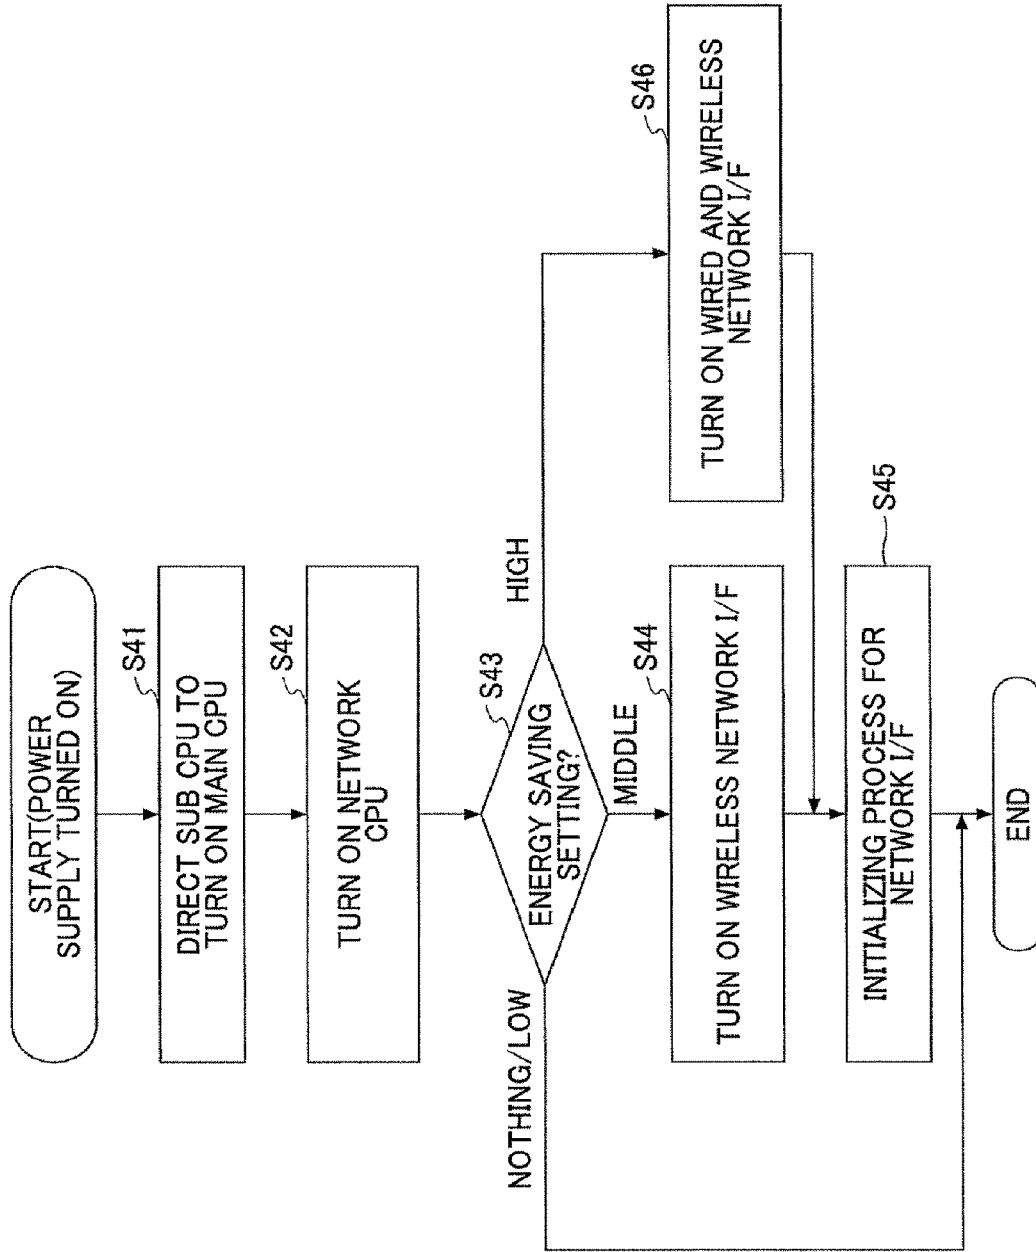 START(POWER
SUPPLY TURNED ON)
S41
DIRECT SUB CPU TO
TURN ON MAIN CPU
S42
TURN ON NETWORK
CPU
S43
ENERGY SAVING
SETTING?
NOTHING/LOW
MIDDLE
HIGH
S44
TURN ON WIRELESS NETWORK I/F
S46
TURN ON WIRED AND WIRELESS
NETWORK I/F
S45
INITIALIZING PROCESS FOR
NETWORK I/F
END